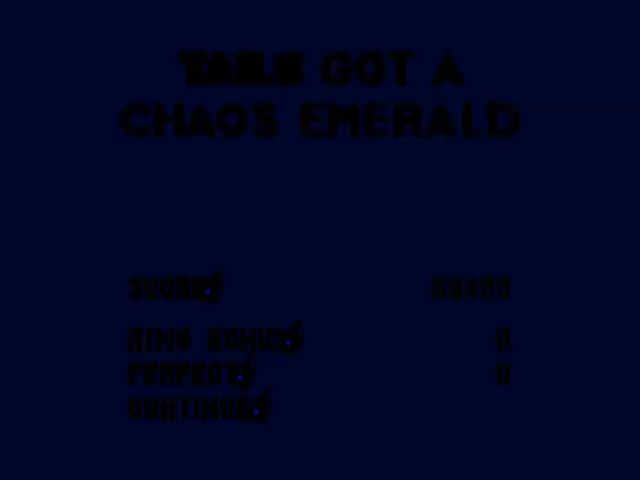 TAILS GOT A
CHAOS EMERALD
SCORE
RING BONUS 0
PERFECT 0
CONTINUE